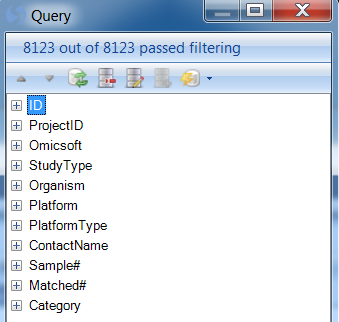 Query
8123 out of 8123 passed filtering
ID
ProjectID
Omicsoft
StudyType
Organism
Platform
PlatformType
ContactName
Sample#
Matched#
Category